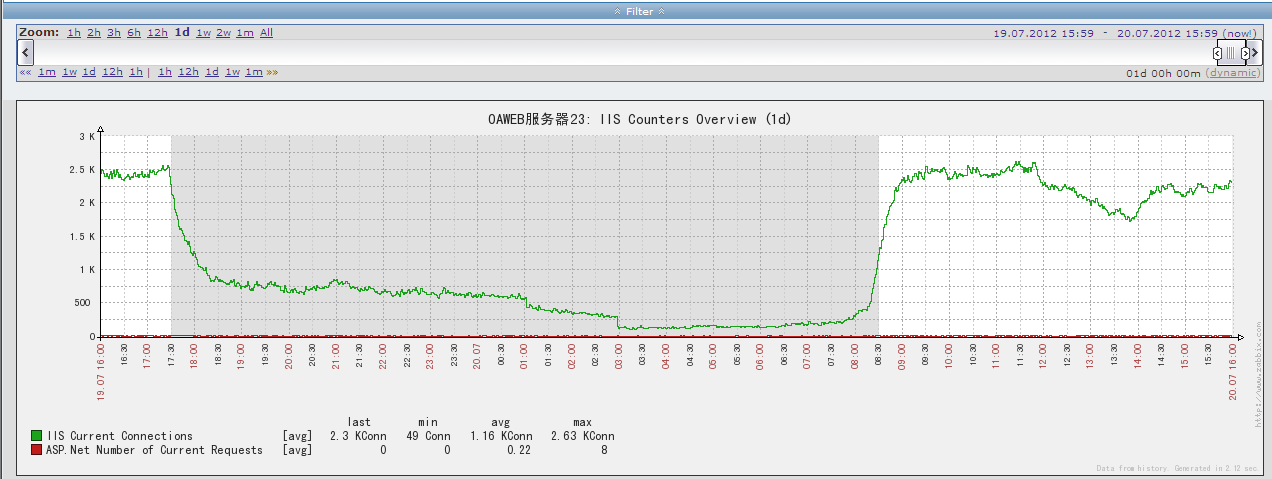 Filter
Zoom: 1h 2h 3h 6h 12h 1d 1w 2w 1m All 19.07.2012 15:59 - 20.07.2012 15:59 (now!)
«« 1m 1w 1d 12h 1h | 1h 12h 1d 1w 1m »» 01d 00h 00m (dynamic)
OAWEB服务器23: IIS Counters Overview (1d)
3 K
2.5 K
2 K
1.5 K
1 K
500
0
19.07 16:00 16:30 17:00 17:30 18:00 18:30 19:00 19:30 20:00 20:30 21:00 21:30 22:00 22:30 23:00 23:30 20.07 00:30 01:00 01:30 02:00 02:30 03:00 03:30 04:00 04:30 05:00 05:30 06:00 06:30 07:00 07:30 08:00 08:30 09:00 09:30 10:00 10:30 11:00 11:30 12:00 12:30 13:00 13:30 14:00 14:30 15:00 15:30 20.07 16:00
http://www.zabbix.com
last min avg max
IIS Current Connections [avg] 2.3 KConn 49 Conn 1.16 KConn 2.63 KConn
ASP.Net Number of Current Requests [avg] 0 0 0.22 8
Data from history. Generated in 2.12 sec.